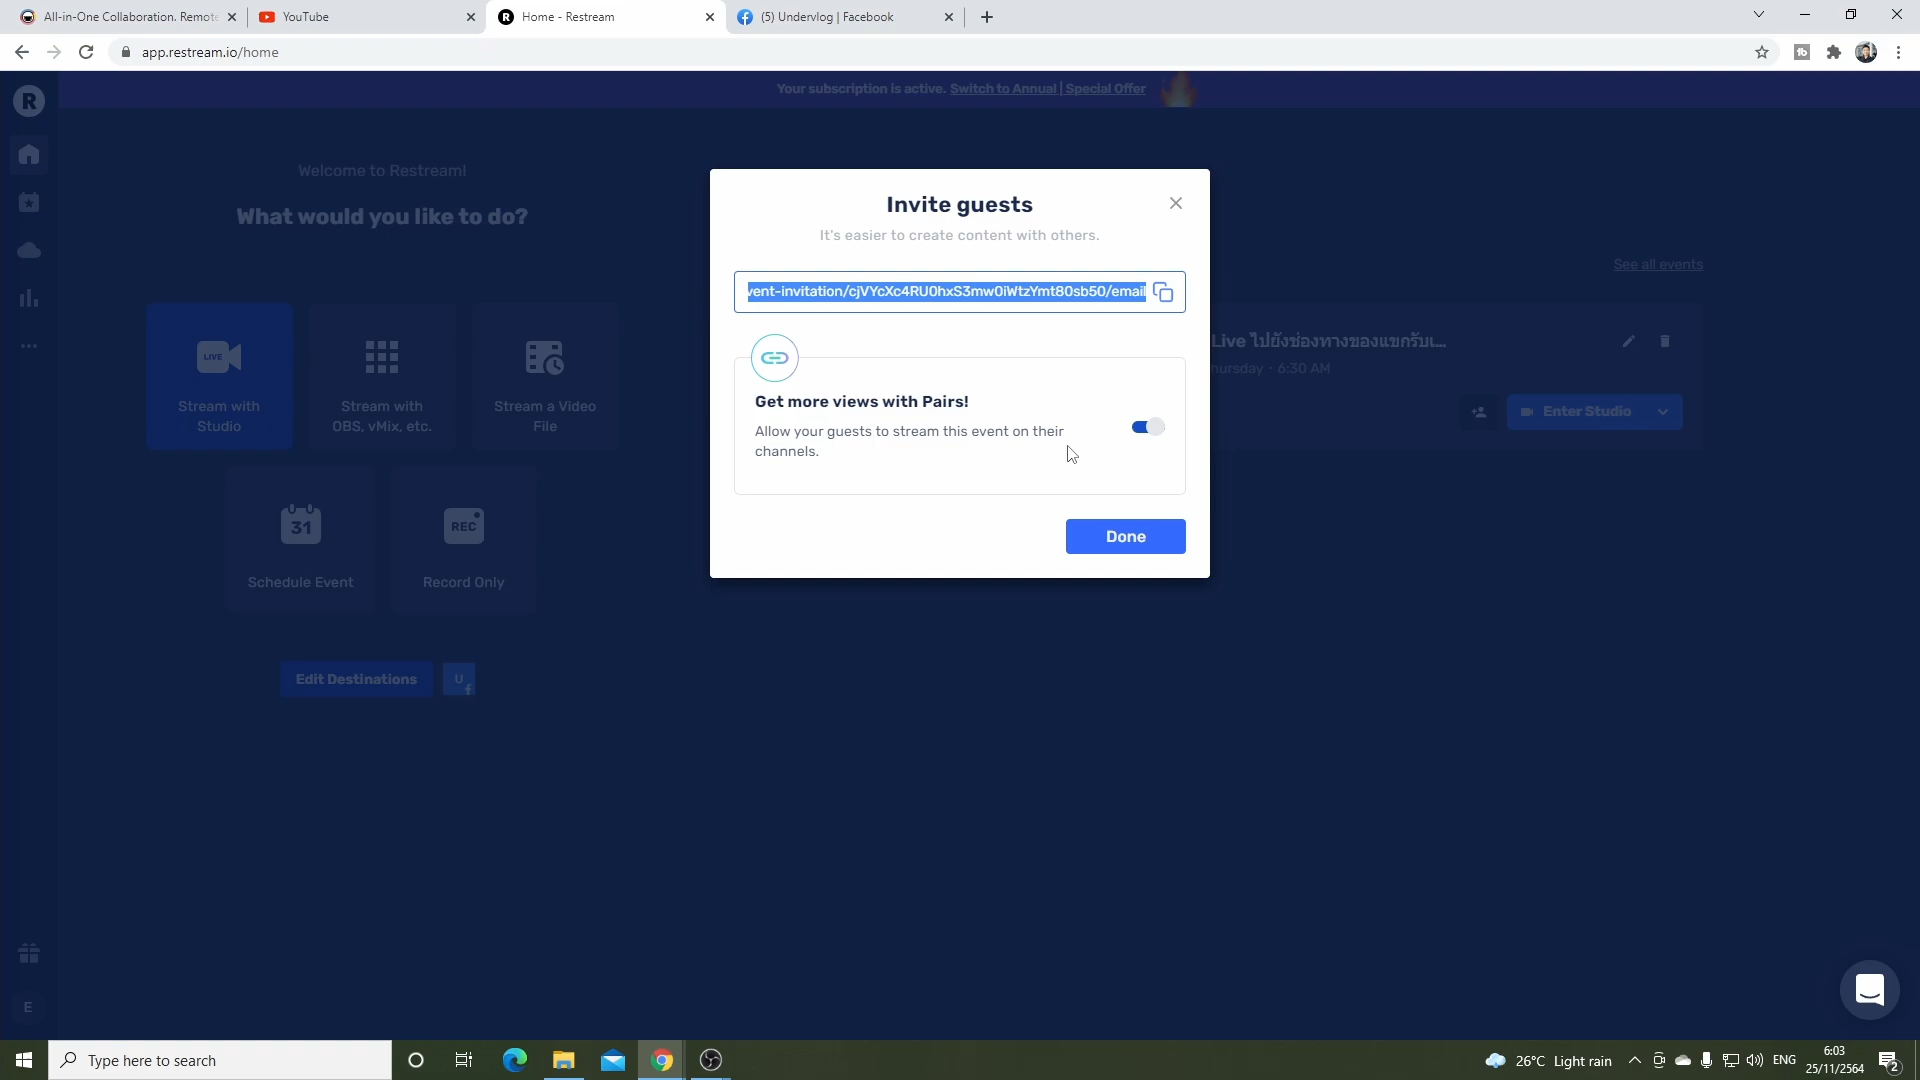 All-in-One Collaboration. Remote
YouTube
Home - Restream
(5) Undervlog | Facebook
app.restream.io/home
Your subscription is active. Switch to Annual | Special Offer
R
Welcome to Restream!
What would you like to do?
LIVE
Stream with
Studio
Stream with
OBS, vMix, etc.
Stream a Video
File
31
Schedule Event
REC
Record Only
Edit Destinations
U
E
Invite guests
It's easier to create content with others.
vent-invitation/cjVYcXc4RU0hxS3mw0iWtzYmt80sb50/email
Get more views with Pairs!
Allow your guests to stream this event on their
channels.
Done
See all events
Live ไปยังช่องทางของแขกรับเ...
hursday · 6:30 AM
Enter Studio
Type here to search
26°C Light rain
ENG
6:03
25/11/2564
2